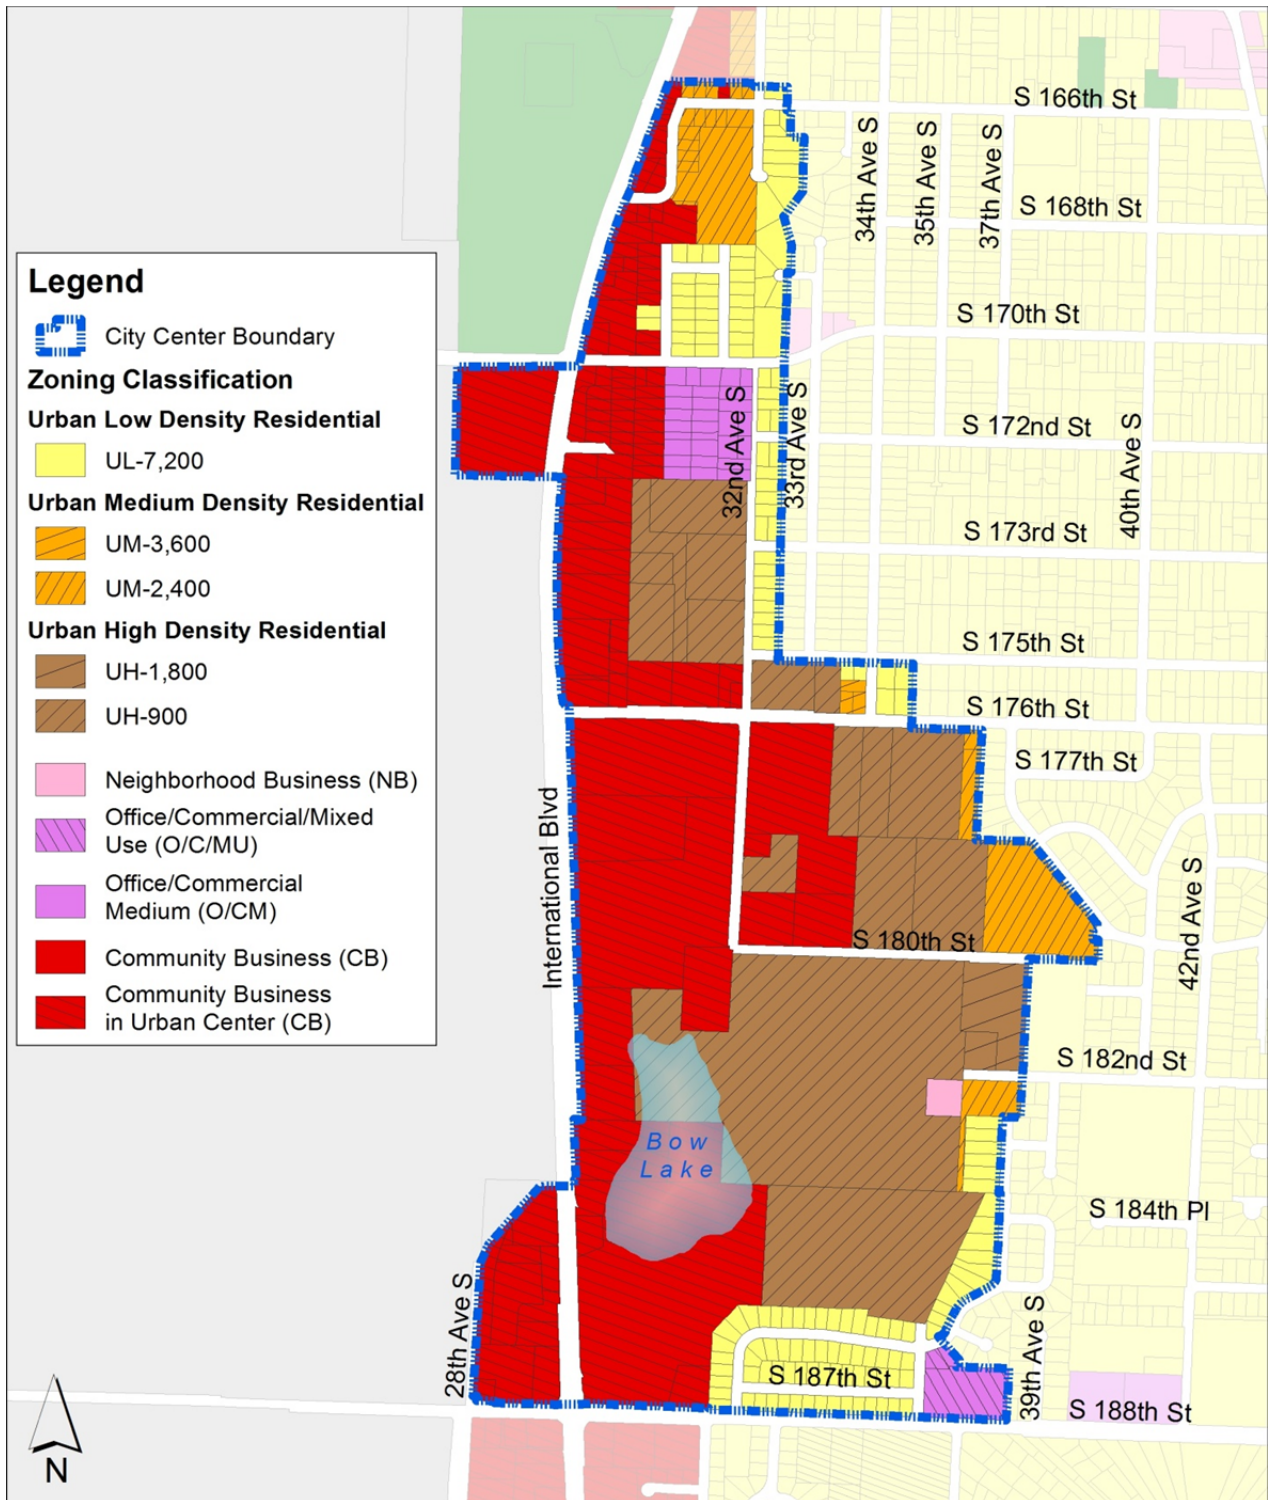 Legend
City Center Boundary
Zoning Classification
Urban Low Density Residential
UL-7,200
Urban Medium Density Residential
UM-3,600
UM-2,400
Urban High Density Residential
UH-1,800
UH-900
Neighborhood Business (NB)
Office/Commercial/Mixed
Use (O/C/MU)
Office/Commercial
Medium (O/CM)
Community Business (CB)
Community Business
in Urban Center (CB)
S 166th St
34th Ave S
35th Ave S
37th Ave S
S 168th St
S 170th St
32nd Ave S
33rd Ave S
S 172nd St
40th Ave S
S 173rd St
S 175th St
S 176th St
S 177th St
International Blvd
42nd Ave S
S 180th St
S 182nd St
Bow
Lake
S 184th Pl
28th Ave S
39th Ave S
S 187th St
S 188th St
N